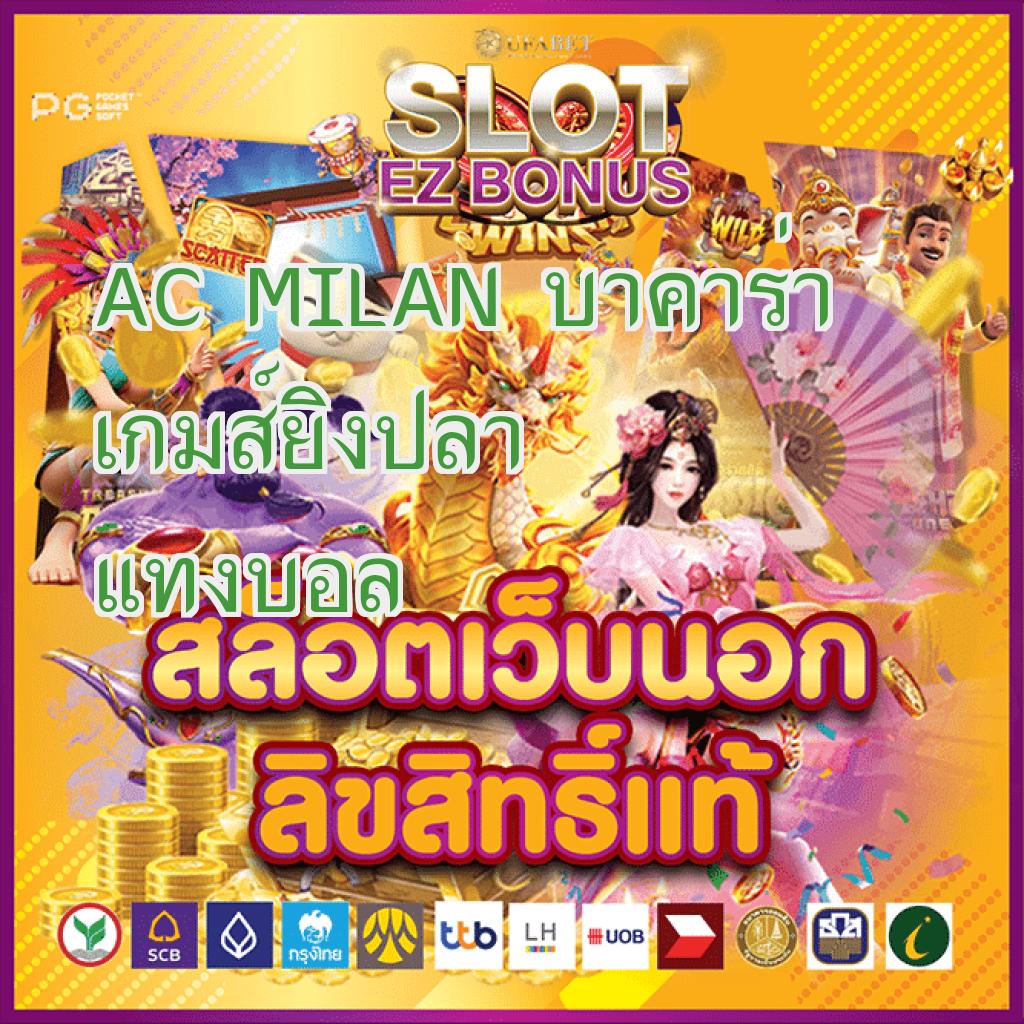 UFABET
PG POCKET GAMES SOFT
SLOT
EZ BONUS
WINS
SCATTER
WILD
AC MILAN บาคาร่า
เกมส์ยิงปลา
แทงบอล
สล็อตเว็บนอก
ลิขสิทธิ์แท้
SCB
กรุงไทย
ttb
LH
UOB